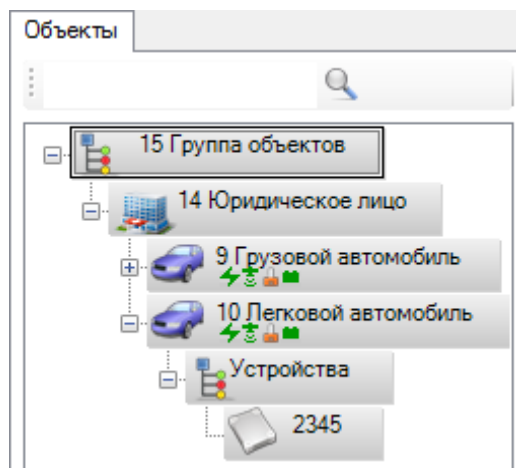 Объекты
15 Группа объектов
14 Юридическое лицо
9 Грузовой автомобиль
10 Легковой автомобиль
Устройства
2345